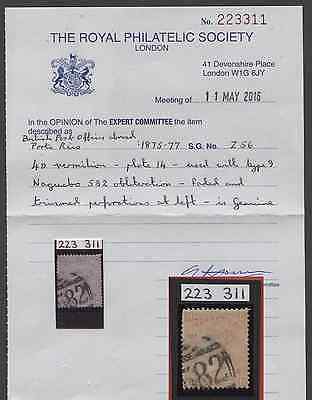 No. 223311
THE ROYAL PHILATELIC SOCIETY
LONDON
41 Devonshire Place
London W1G 6JY
Meeting of 11 MAY 2016
In the OPINION of The EXPERT COMMITTEE the item
described as
British Post Offices abroad
Porto Rico 1875-77 S.G. No. Z56
4D vermilion - plate 14 - used with type 9
Naguabo 582 obliteration - Faded and
trimmed perforations at left - is Genuine
223 311
82
223 311
582